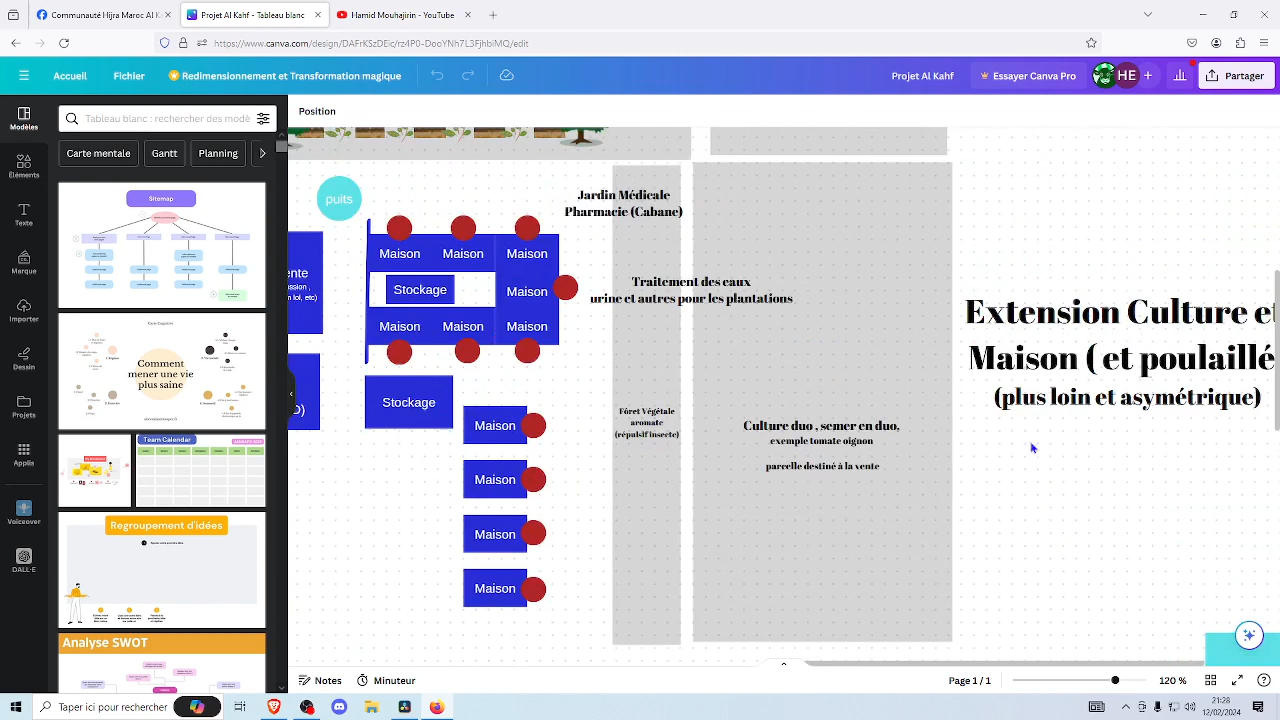 Communauté Hijra Maroc Al K
Projet Al Kahf - Tableau blanc
Hamid Mouhajirin - YouTube
https://www.canva.com/design/DAFrKSzDEic/rz4P0-DooYNh7L3FjhbiMQ/edit
Accueil
Fichier
Redimensionnement et Transformation magique
Projet Al Kahf
Essayer Canva Pro
HE
Partager
Modèles
Éléments
Texte
Marque
Importer
Dessin
Projets
Applis
Voiceover
DALL·E
Tableau blanc : rechercher des modè
Carte mentale
Gantt
Planning
Sitemap
Comment
mener une vie
plus saine
Team Calendar
Regroupement d'idées
Analyse SWOT
Position
puits
Jardin Médicale
Pharmacie (Cabane)
Maison
Maison
Maison
Stockage
Maison
Maison
Maison
Maison
Traitement des eaux
urine et autres pour les plantations
Stockage
Maison
Maison
Maison
Maison
Fôret Végétale
aromate
(répulsif insecte)
Culture duo , semer en duo,
exemple tomate oignon
parcelle destiné à la vente
Extension Culture e
Maison ( et poulaillé
(plus loin et asymétrique)
Notes
Minuteur
Page 1 / 1
120 %
Taper ici pour rechercher
21:28
12/02/2024